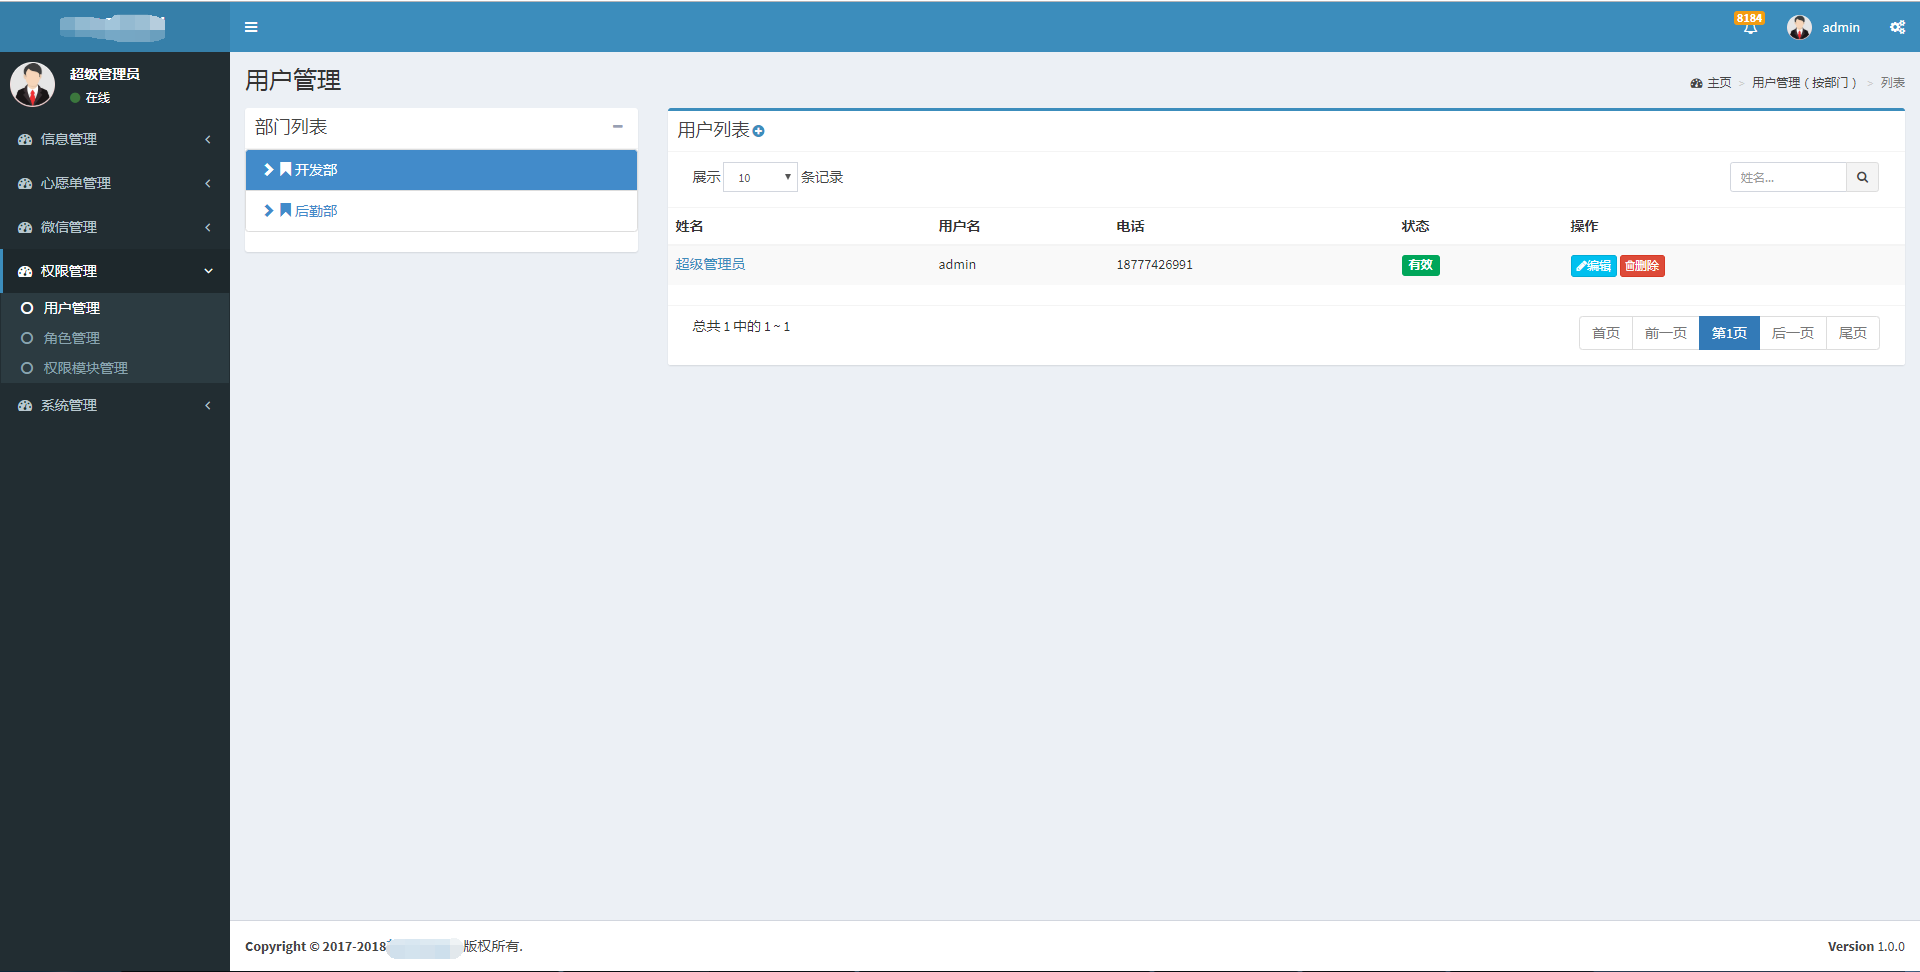 8184
admin
超级管理员
在线
信息管理
心愿单管理
微信管理
权限管理
用户管理
角色管理
权限模块管理
系统管理
用户管理
主页 > 用户管理 ( 按部门 ) > 列表
部门列表
开发部
后勤部
用户列表
展示 10 条记录
姓名...
姓名 用户名 电话 状态 操作
超级管理员 admin 18777426991 有效 编辑 删除
总共 1 中的 1 ~ 1
首页 前一页 第1页 后一页 尾页
Copyright © 2017-2018 版权所有.
Version 1.0.0